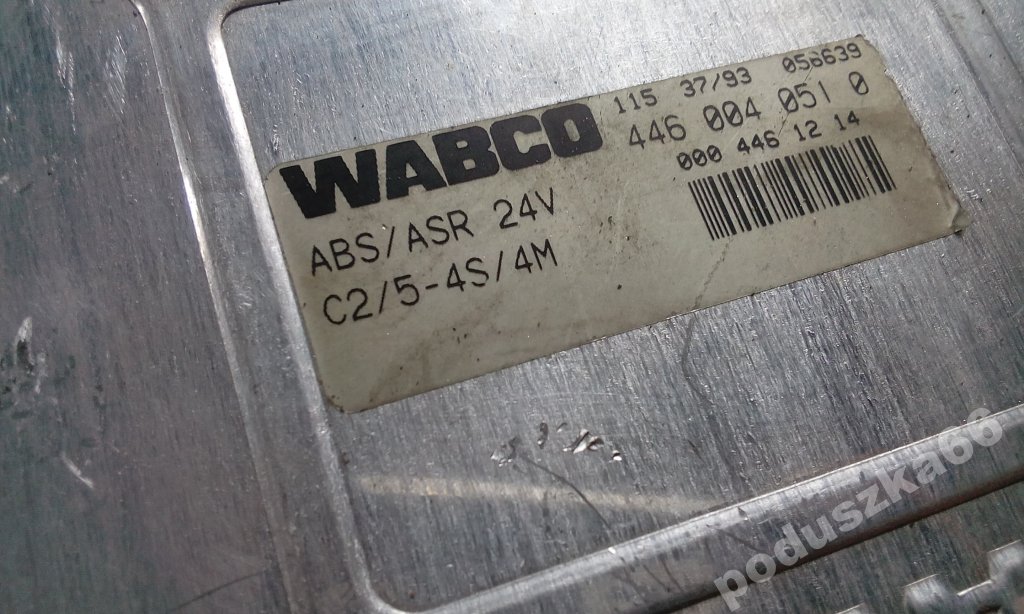 115 37/93 056639
WABCO 446 004 051 0
000 446 12 14
ABS/ASR 24V
C2/5-4S/4M
poduszka66